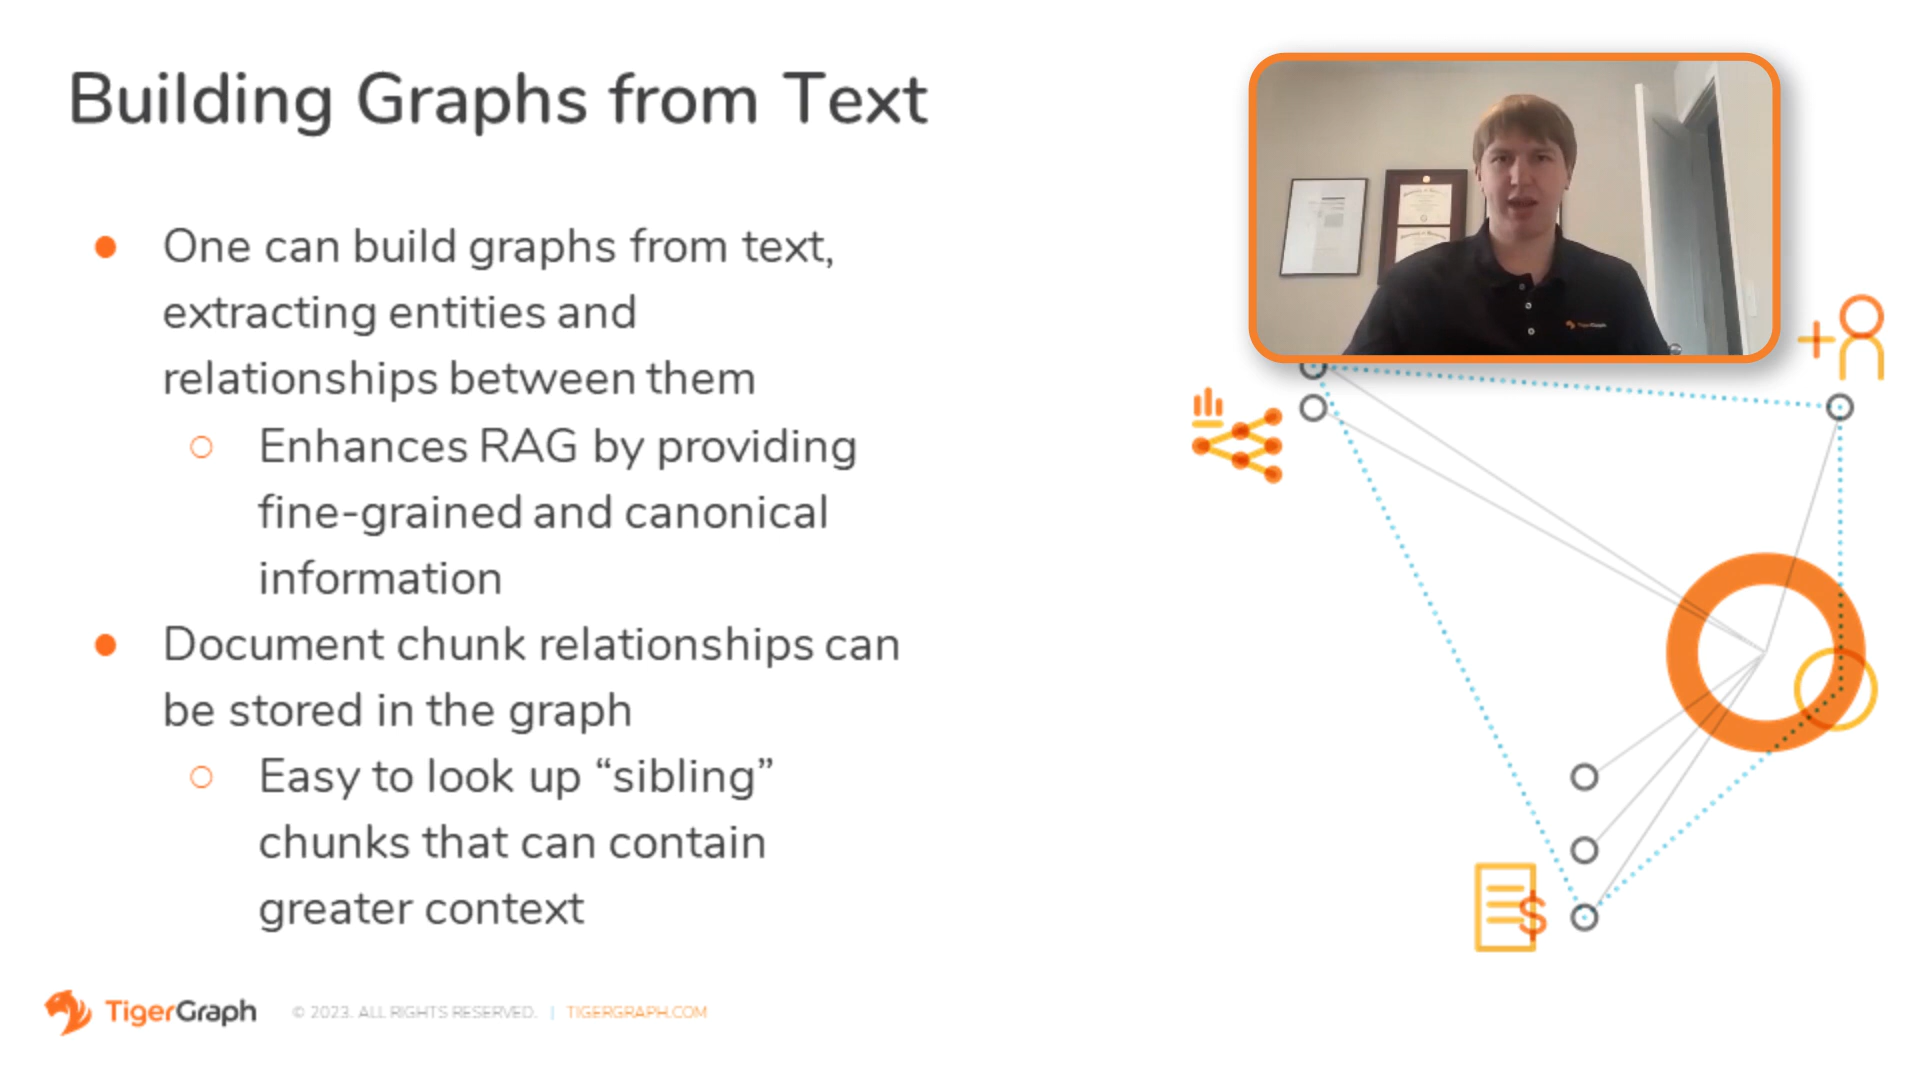 Building Graphs from Text
One can build graphs from text,
extracting entities and
relationships between them
Enhances RAG by providing
fine-grained and canonical
information
Document chunk relationships can
be stored in the graph
Easy to look up “sibling”
chunks that can contain
greater context
TigerGraph
$
TigerGraph © 2023. ALL RIGHTS RESERVED. | TIGERGRAPH.COM